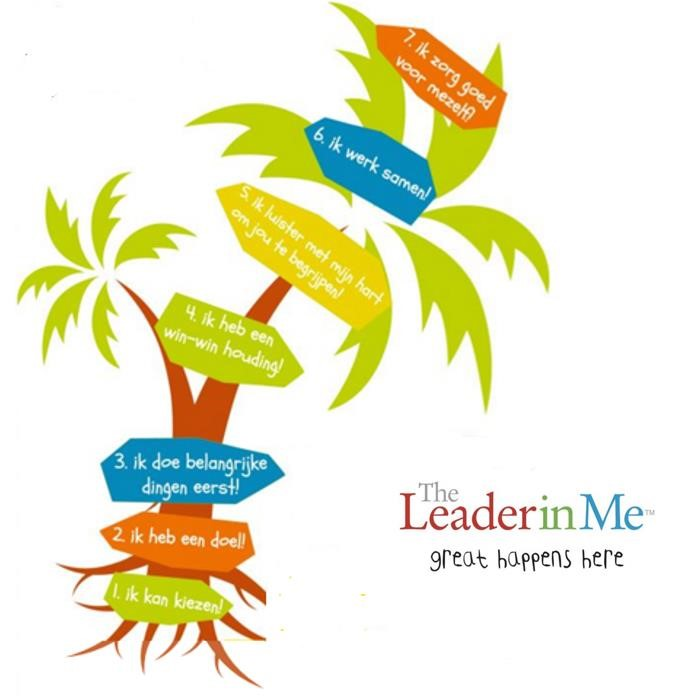 7. ik zorg goed
voor mezelf!
6. ik werk samen!
5. ik luister met mijn hart
om jou te begrijpen!
4. ik heb een
win-win houding!
3. ik doe belangrijke
dingen eerst!
2. ik heb een doel!
1. ik kan kiezen!
The
Leader in Me™
great happens here